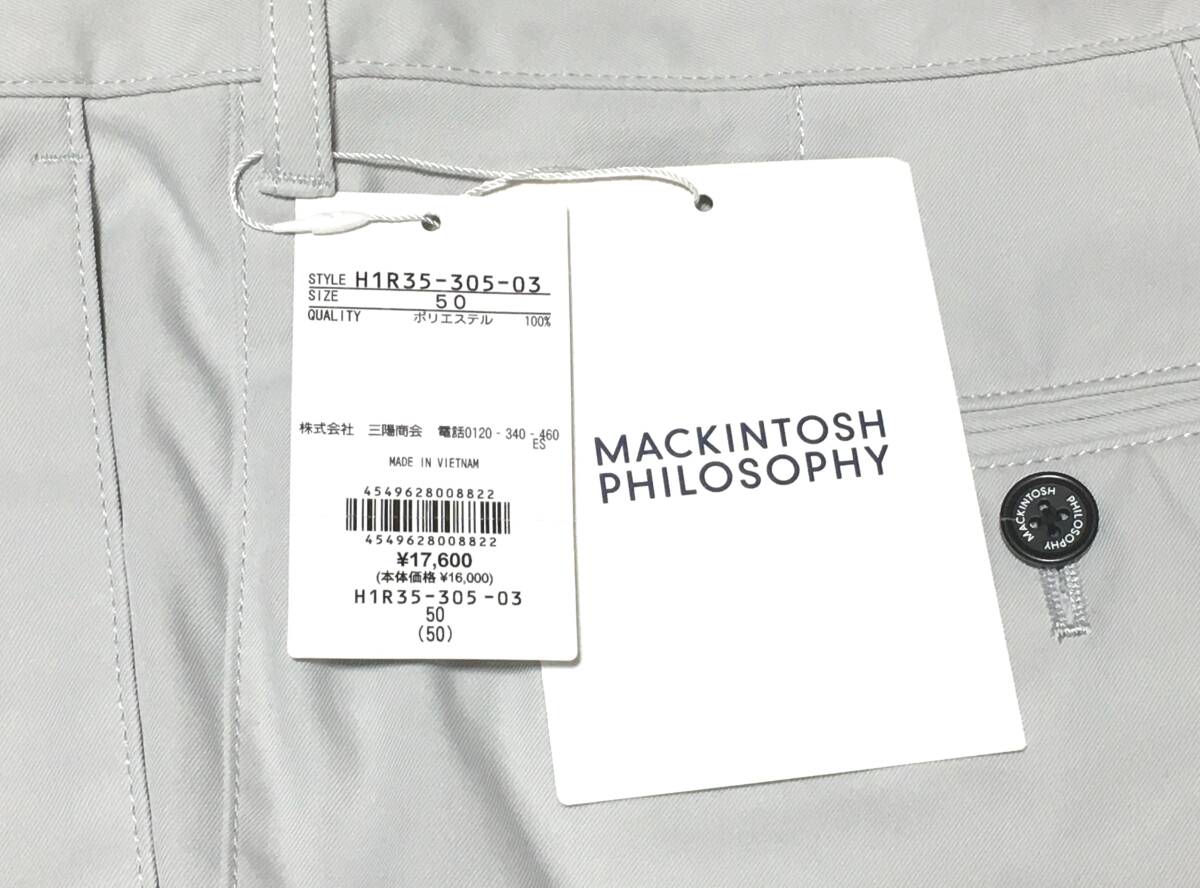 STYLE H1R35-305-03
SIZE 50
QUALITY ポリエステル 100%
株式会社 三陽商会 電話0120-340-460
ES
MADE IN VIETNAM
4549628008822
4549628008822
¥17,600
(本体価格 ¥16,000)
H1R35-305-03
50
(50)
MACKINTOSH
PHILOSOPHY
MACKINTOSH PHILOSOPHY